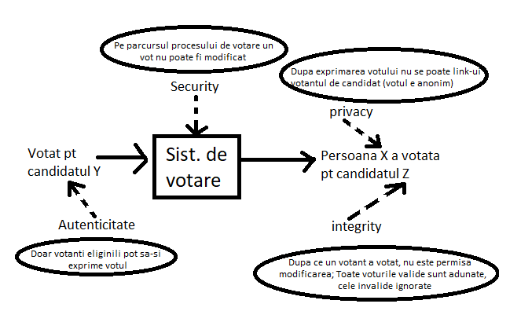 Pe parcursul procesului de votare un
vot nu poate fi modificat
Dupa exprimarea votului nu se poate link-ui
votantul de candidat (votul e anonim)
Security
privacy
Votat pt
candidatul Y
Sist. de
votare
Persoana X a votata
pt candidatul Z
Autenticitate
integrity
Doar votanti eliginili pot sa-si
exprime votul
Dupa ce un votant a votat, nu este permisa
modificarea; Toate voturile valide sunt adunate,
cele invalide ignorate